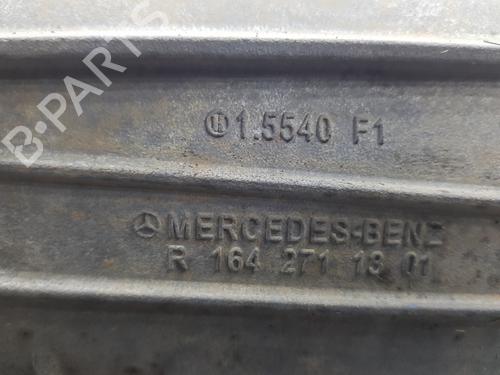 B-PARTS
1.5540 F1
MERCEDES-BENZ
R 164 271 13 01